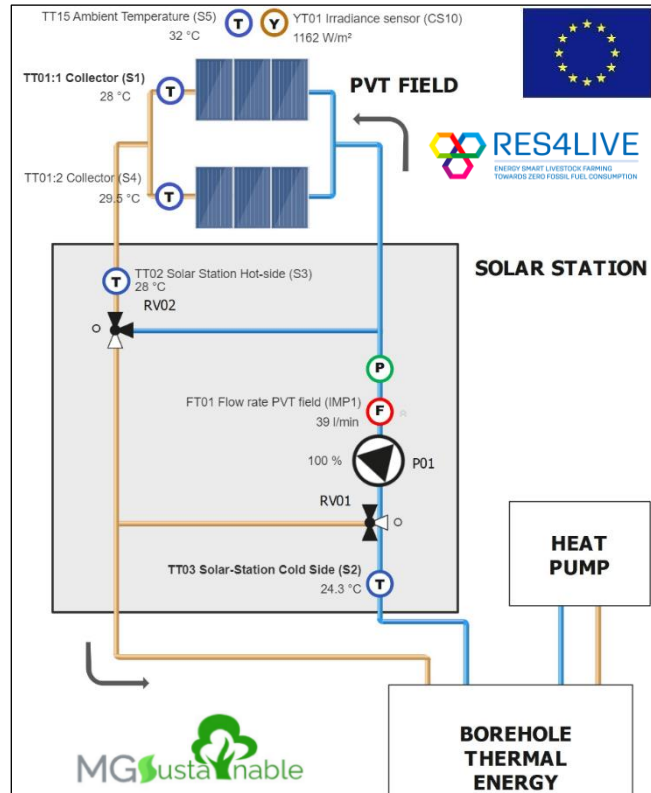 TT15 Ambient Temperature (S5)
32 °C
T
Y
YT01 Irradiance sensor (CS10)
1162 W/m²
TT01:1 Collector (S1)
28 °C
T
PVT FIELD
RES4LIVE
ENERGY SMART LIVESTOCK FARMING
TOWARDS ZERO FOSSIL FUEL CONSUMPTION
TT01:2 Collector (S4)
29.5 °C
T
SOLAR STATION
T
TT02 Solar Station Hot-side (S3)
28 °C
RV02
P
FT01 Flow rate PVT field (IMP1)
39 l/min
F
100 %
P01
RV01
TT03 Solar-Station Cold Side (S2)
24.3 °C
T
HEAT
PUMP
BOREHOLE
THERMAL
ENERGY
MGSustainable